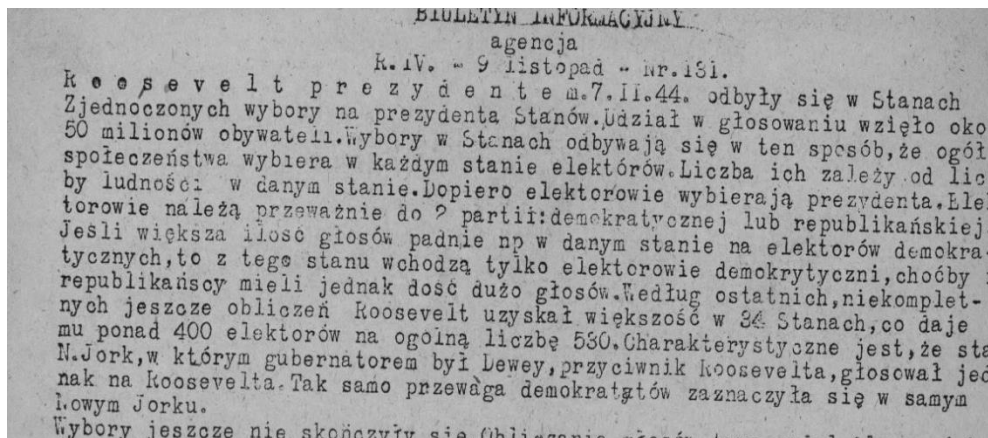 BIULETYN INFORMACYJNY
agencja
R.IV. - 9 listopad - Nr.131.
R o o s e v e l t  p r e z y d e n t e m.7.II.44. odbyły się w Stanach
Zjednoczonych wybory na prezydenta Stanów.Udział w głosowaniu wzięło oko
50 milionów obywateli.Wybory w Stanach odbywają się w ten sposób,że ogół
społeczeństwa wybiera w każdym stanie elektórów.Liczba ich zależy od lic
by ludności w danym stanie.Dopiero elektorowie wybierają prezydenta.Elek
torowie należą przeważnie do 2 partii:demokratycznej lub republikańskiej
Jeśli większa ilość głosów padnie np w danym stanie na elektorów demokra-
tycznych,to z tego stanu wchodzą tylko elektorowie demokrytyczni,choćby
republikańscy mieli jednak dość dużo głosów.Według ostatnich,niekomplet-
nych jeszcze obliczeń Roosevelt uzyskał większość w 34 Stanach,co daje
mu ponad 400 elektorów na ogólną liczbę 530.Charakterystyczne jest,że sta
N.Jork,w którym gubernatorem był Dewey,przyciwnik Roosevelta,głosował jed
nak na Roosevelta.Tak samo przewaga demokratątów zaznaczyła się w samym
Nowym Jorku.
Wybory jeszcze nie skończyły się